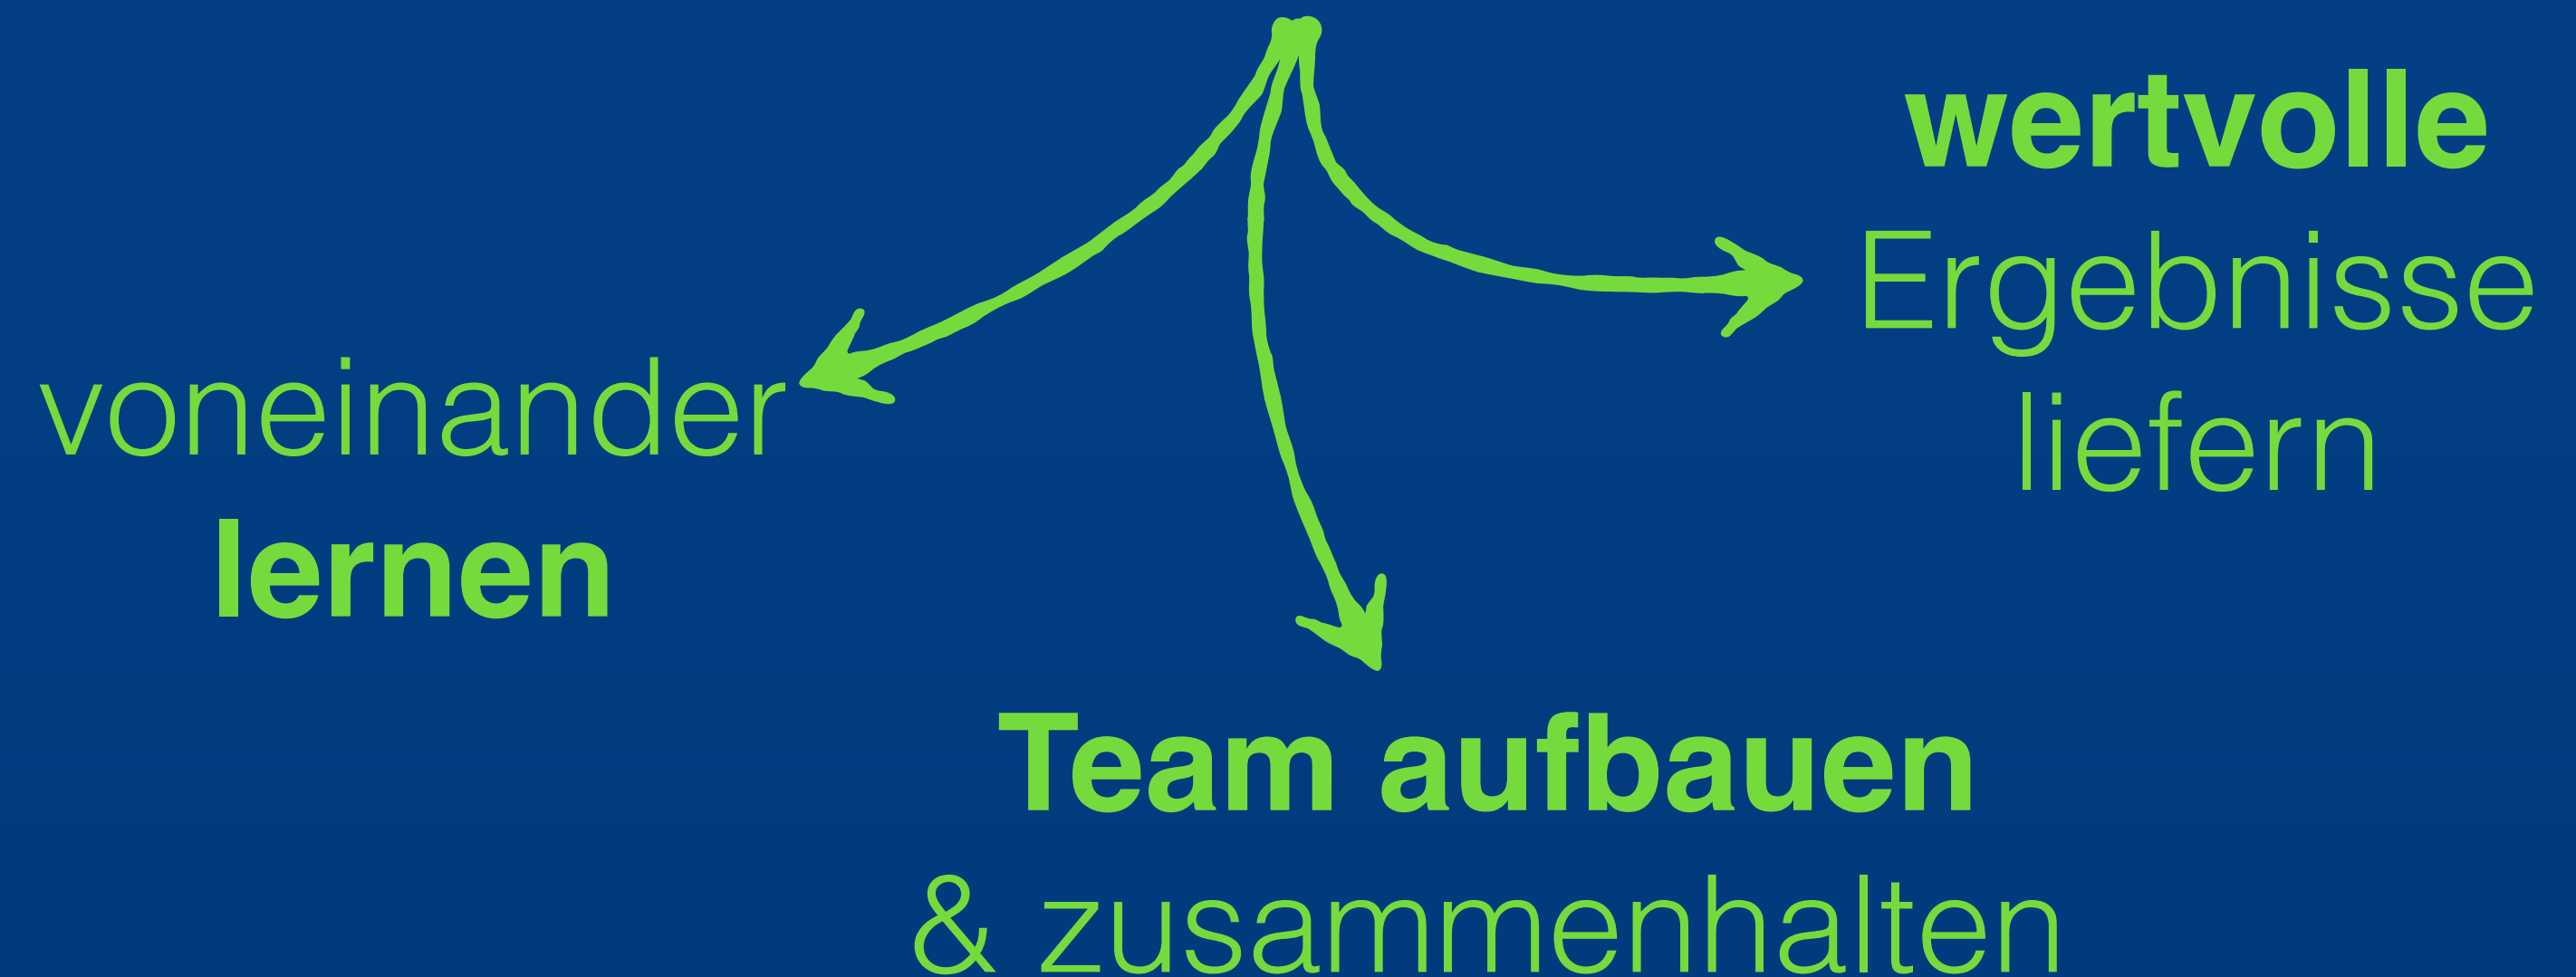 voneinander
lernen
Team aufbauen
& zusammenhalten
wertvolle
Ergebnisse
liefern